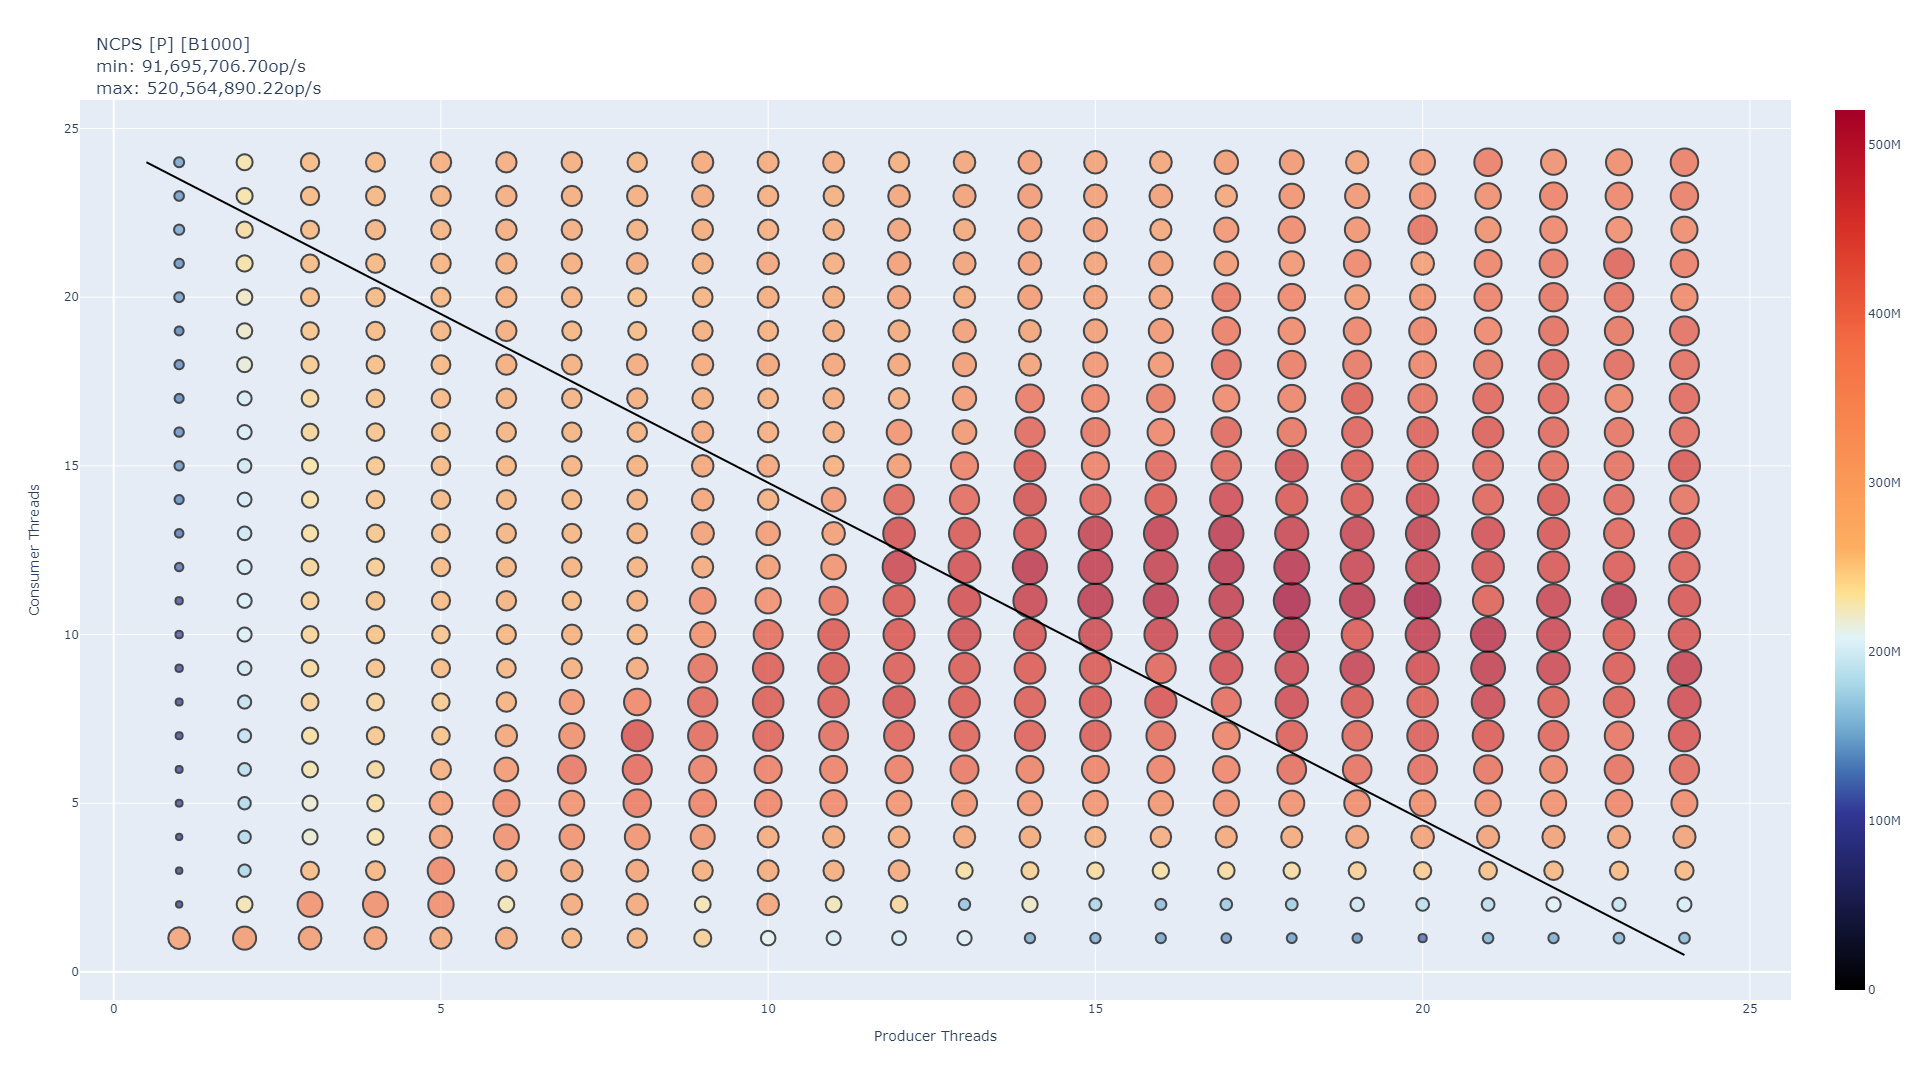 NCPS [P] [B1000]
min: 91,695,706.70op/s
max: 520,564,890.22op/s
25
20
15
10
5
0
Consumer Threads
0
5
10
15
20
25
Producer Threads
500M
400M
300M
200M
100M
0